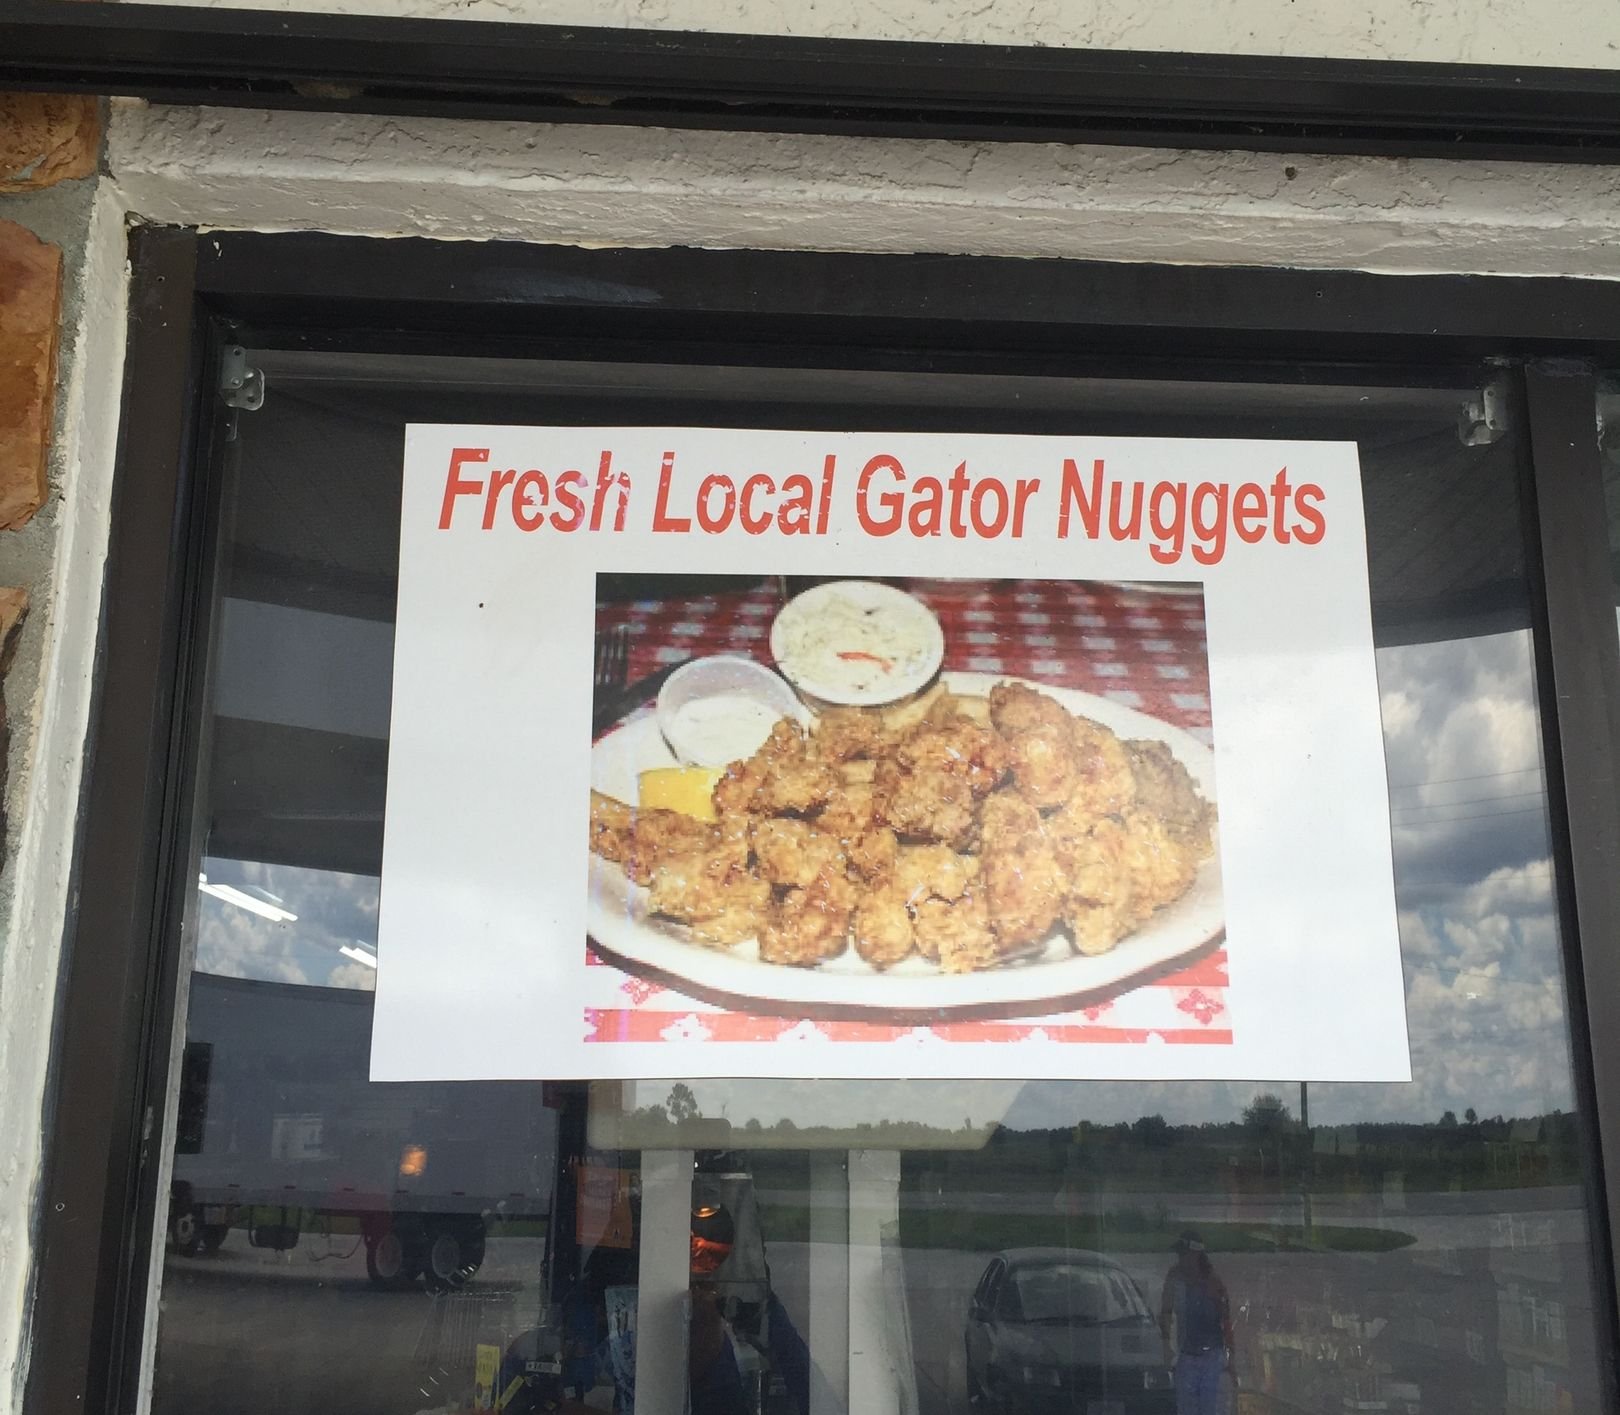 Fresh Local Gator Nuggets